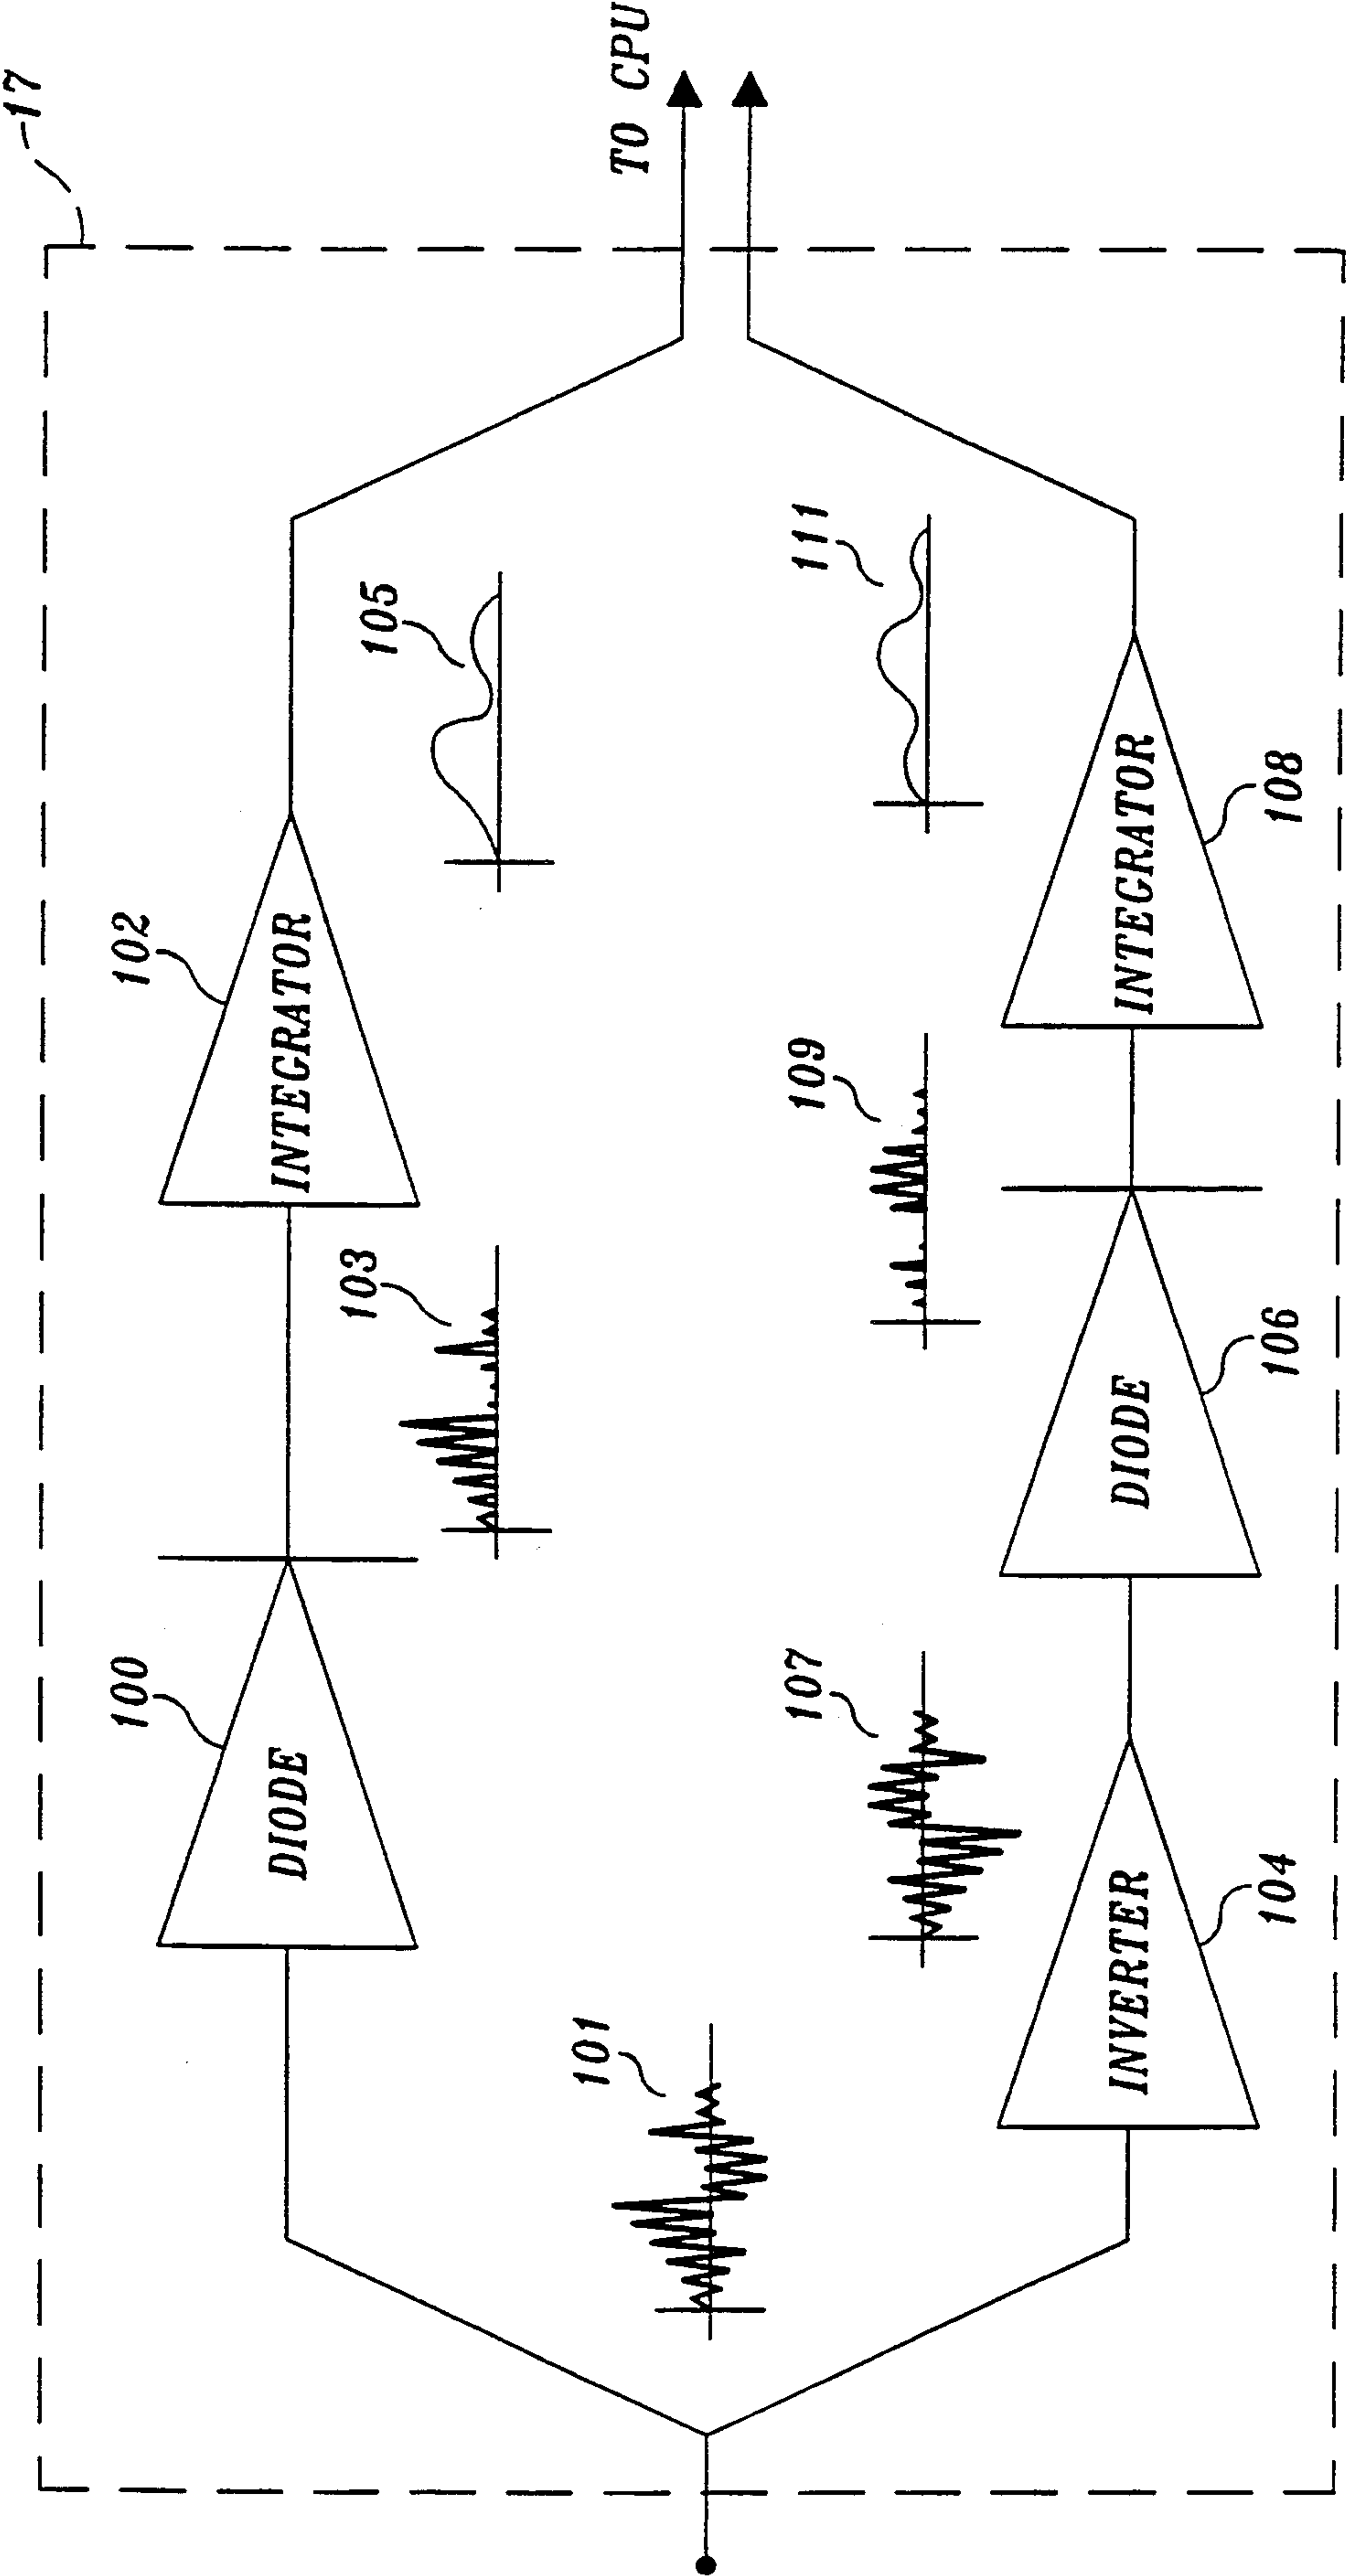 17
TO CPU
100
DIODE
103
102
INTEGRATOR
105
101
107
INVERTER
104
DIODE
106
109
INTEGRATOR
108
111